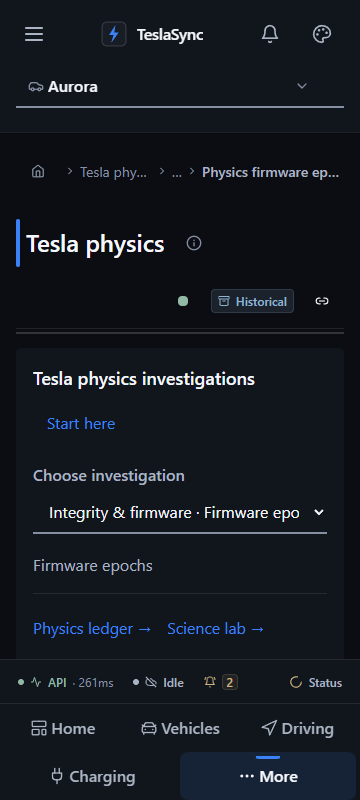 TeslaSync
Aurora
Tesla phy... ... Physics firmware ep...
Tesla physics
Historical
Tesla physics investigations
Start here
Choose investigation
Integrity & firmware · Firmware epo
Firmware epochs
Physics ledger → Science lab →
API · 261ms Idle 2 Status
Home Vehicles Driving
Charging More